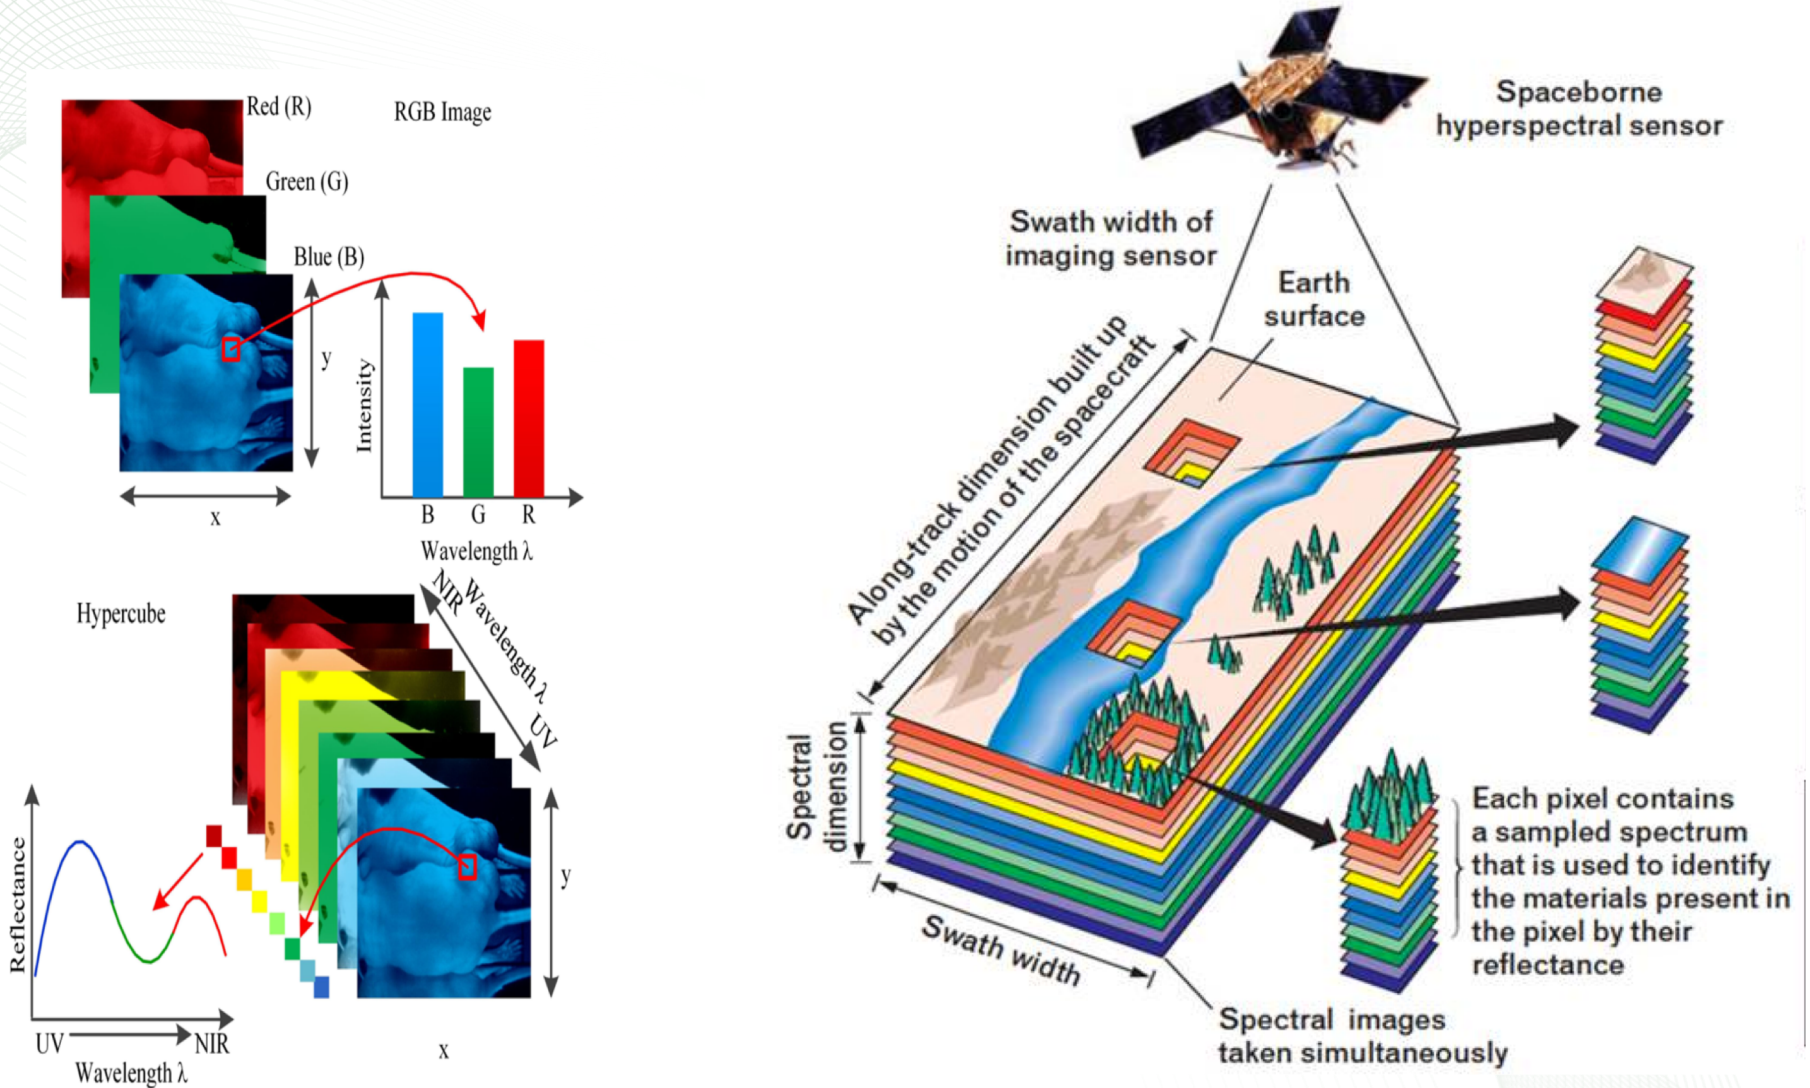 Red (R)
RGB Image
Green (G)
Blue (B)
y
Intensity
x
B G R
Wavelength λ
Hypercube
NIR
Wavelength λ
UV
y
Reflectance
UV
NIR
Wavelength λ
x
Spaceborne
hyperspectral sensor
Swath width of
imaging sensor
Earth
surface
Along-track dimension built up
by the motion of the spacecraft
Spectral
dimension
Swath width
Each pixel contains
a sampled spectrum
that is used to identify
the materials present in
the pixel by their
reflectance
Spectral images
taken simultaneously